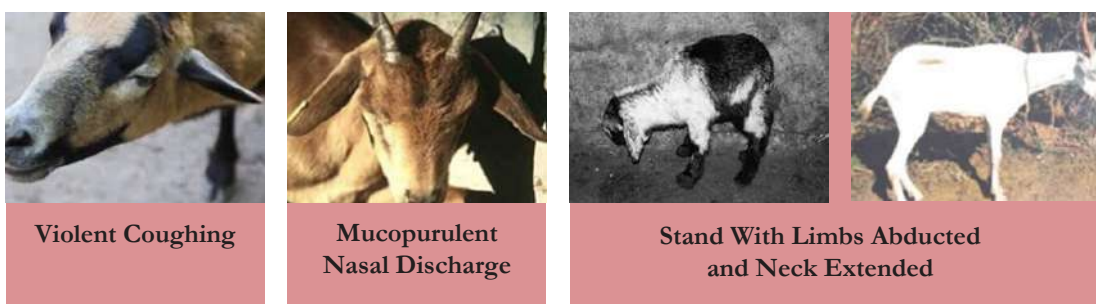 Violent Coughing
Mucopurulent
Nasal Discharge
Stand With Limbs Abducted
and Neck Extended